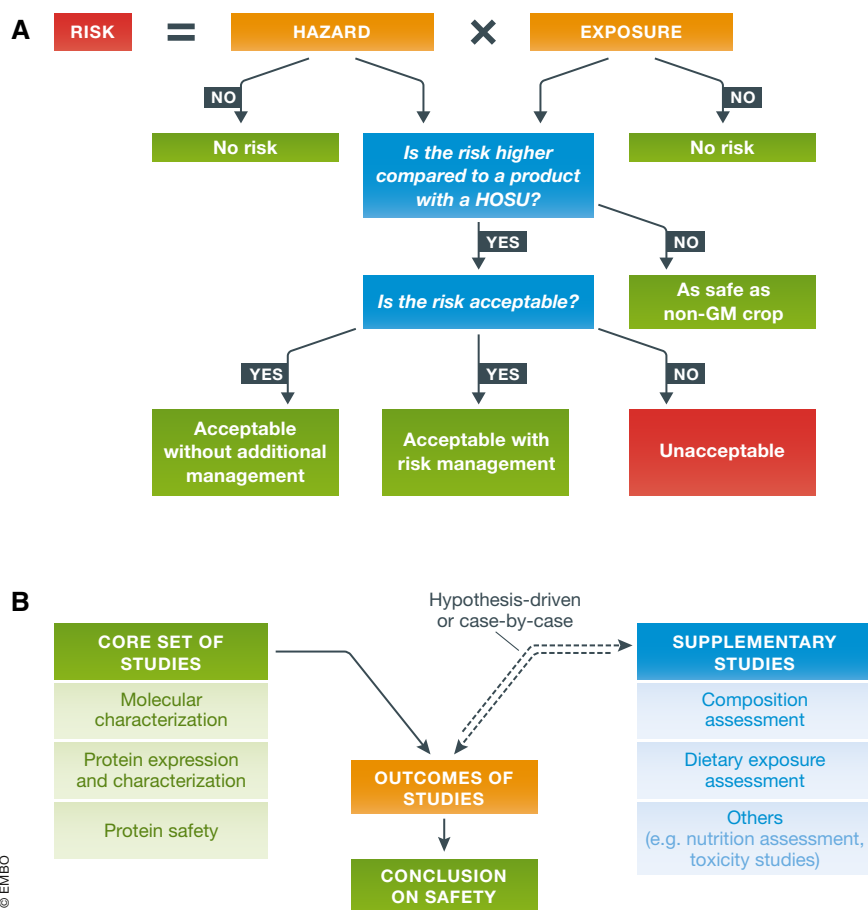 A
RISK = HAZARD × EXPOSURE
NO
NO
No risk
Is the risk higher
compared to a product
with a HOSU?
No risk
YES
NO
Is the risk acceptable?
As safe as
non-GM crop
YES
YES
NO
Acceptable
without additional
management
Acceptable with
risk management
Unacceptable
B
Hypothesis-driven
or case-by-case
CORE SET OF
STUDIES
Molecular
characterization
Protein expression
and characterization
Protein safety
SUPPLEMENTARY
STUDIES
Composition
assessment
Dietary exposure
assessment
Others
(e.g. nutrition assessment,
toxicity studies)
OUTCOMES OF
STUDIES
CONCLUSION
ON SAFETY
© EMBO